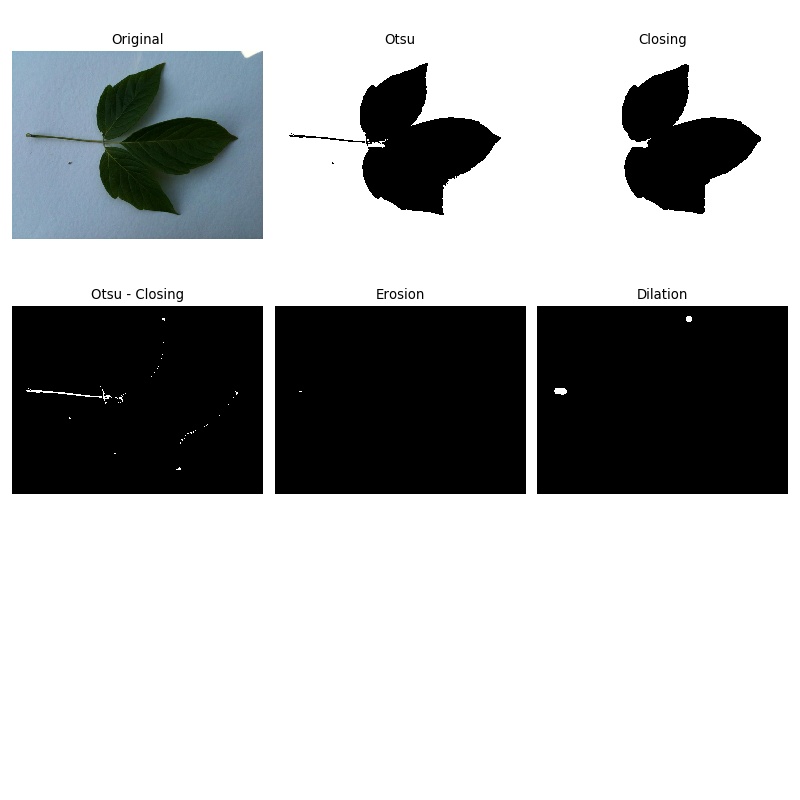 Original
Otsu
Closing
Otsu - Closing
Erosion
Dilation